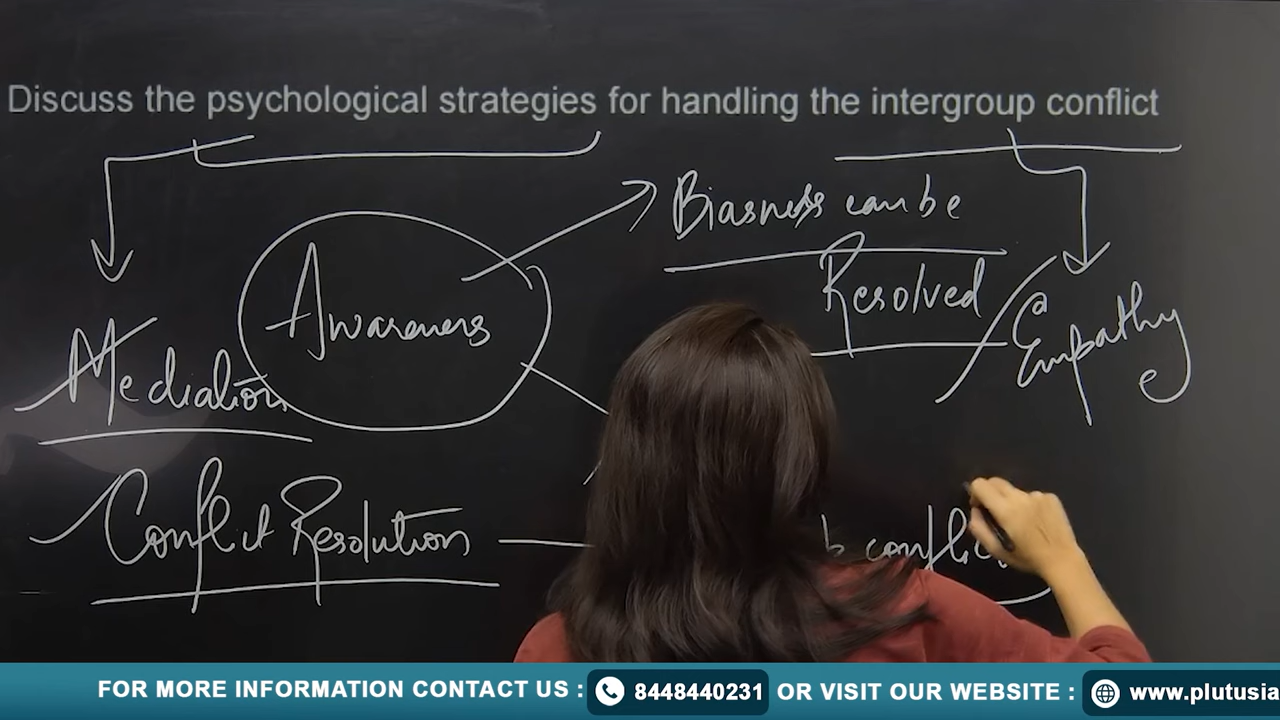 Discuss the psychological strategies for handling the intergroup conflict
Biasness can be
Resolved
Awareness
Empathy
Mediation
Conflict Resolution
conflic
FOR MORE INFORMATION CONTACT US : 8448440231 OR VISIT OUR WEBSITE : www.plutusia